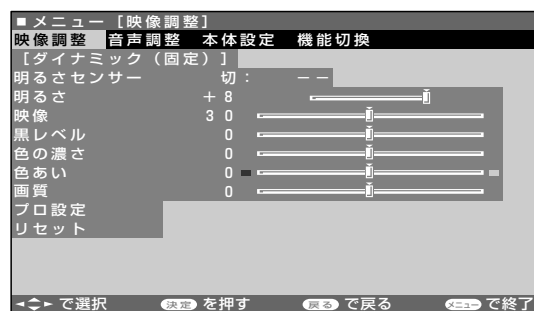 ■メニュー [映像調整]
映像調整 音声調整 本体設定 機能切換
[ダイナミック（固定）]
明るさセンサー 切： −−
明るさ ＋8
映像 30
黒レベル 0
色の濃さ 0
色あい 0
画質 0
プロ設定
リセット
で選択 決定 を押す 戻る で戻る メニュー で終了